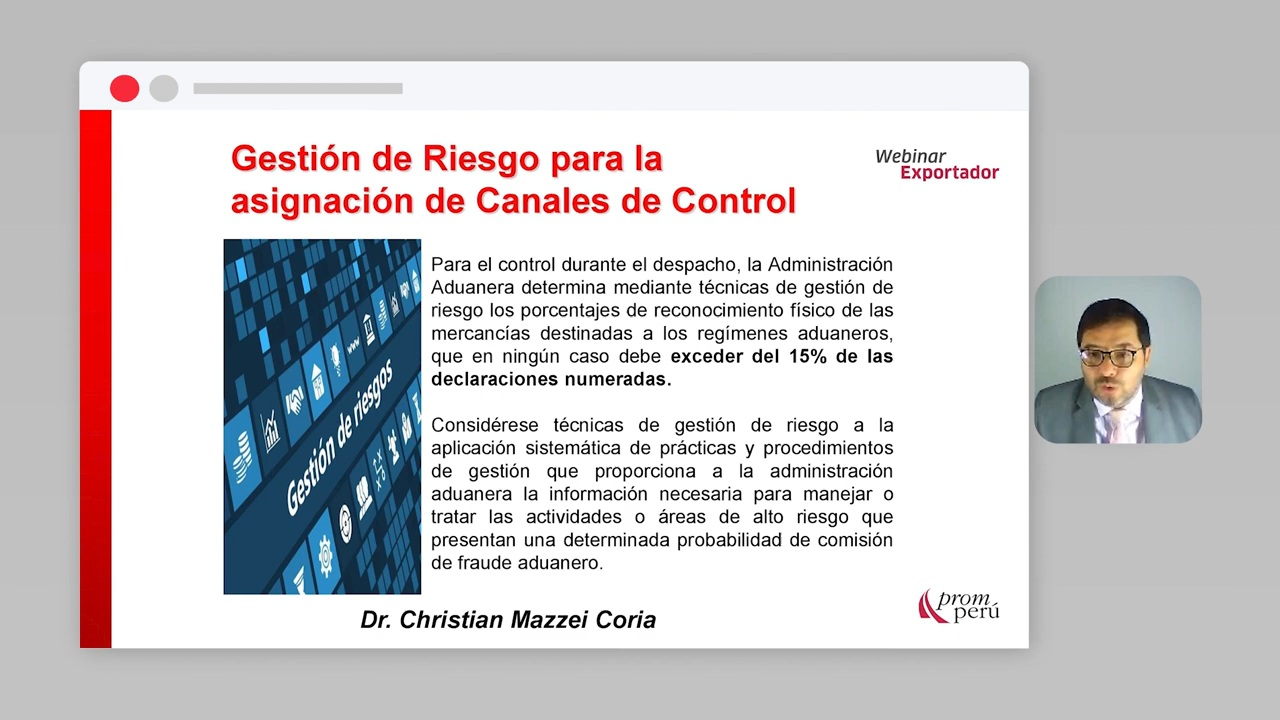 Gestión de Riesgo para la
asignación de Canales de Control
Webinar
Exportador
Para el control durante el despacho, la Administración
Aduanera determina mediante técnicas de gestión de
riesgo los porcentajes de reconocimiento físico de las
mercancías destinadas a los regímenes aduaneros,
que en ningún caso debe exceder del 15% de las
declaraciones numeradas.
Considérese técnicas de gestión de riesgo a la
aplicación sistemática de prácticas y procedimientos
de gestión que proporciona a la administración
aduanera la información necesaria para manejar o
tratar las actividades o áreas de alto riesgo que
presentan una determinada probabilidad de comisión
de fraude aduanero.
www
Gestión de riesgos
Dr. Christian Mazzei Coria
prom
perú